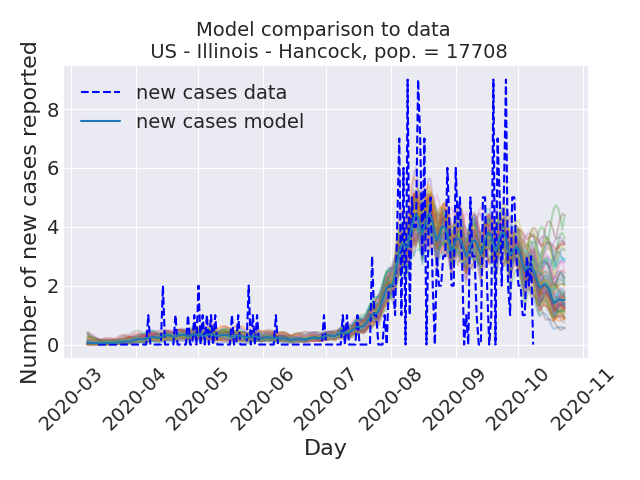 Model comparison to data
US - Illinois - Hancock, pop. = 17708
Number of new cases reported
new cases data
new cases model
8
6
4
2
0
2020-03
2020-04
2020-05
2020-06
2020-07
2020-08
2020-09
2020-10
2020-11
Day